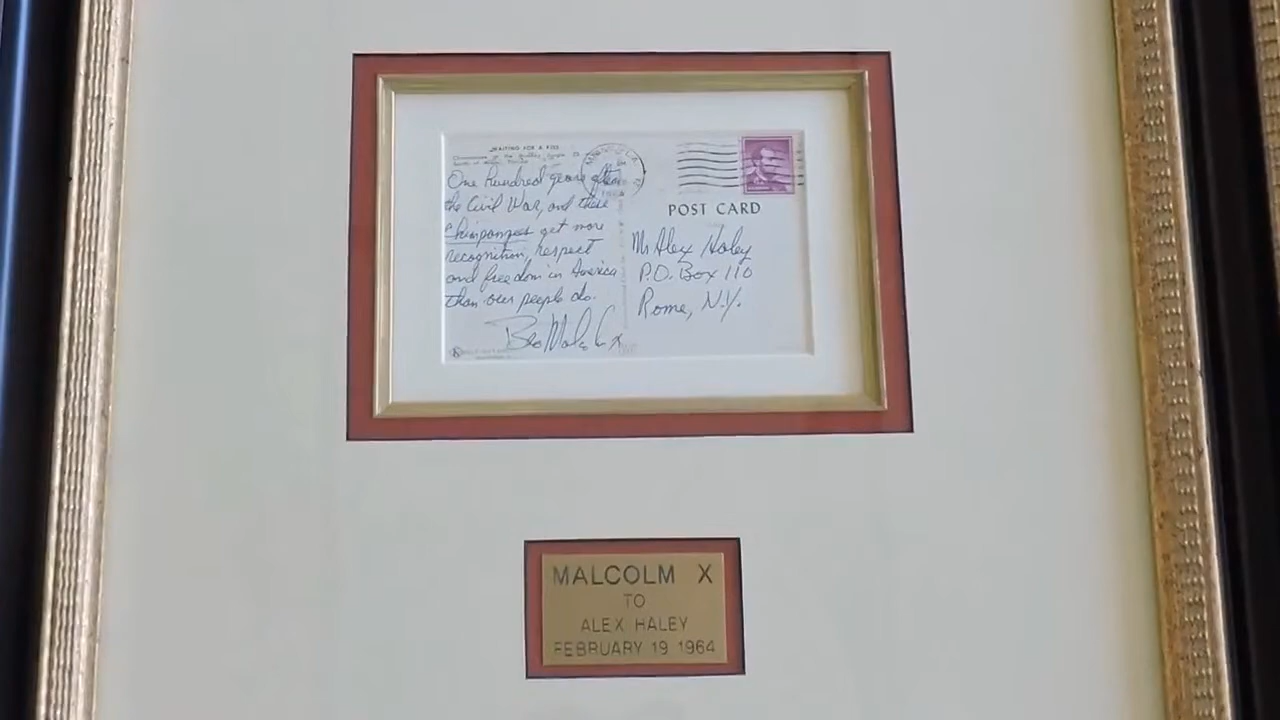 WAITING FOR A FISH
One hundred years after
the Civil War, and these
chimpanzees get more
recognition, respect
and freedom in America
than our people do.
Bro Malcolm X
POST CARD
Mr Alex Haley
P.O. Box 110
Rome, N.Y.
MALCOLM X
TO
ALEX HALEY
FEBRUARY 19 1964